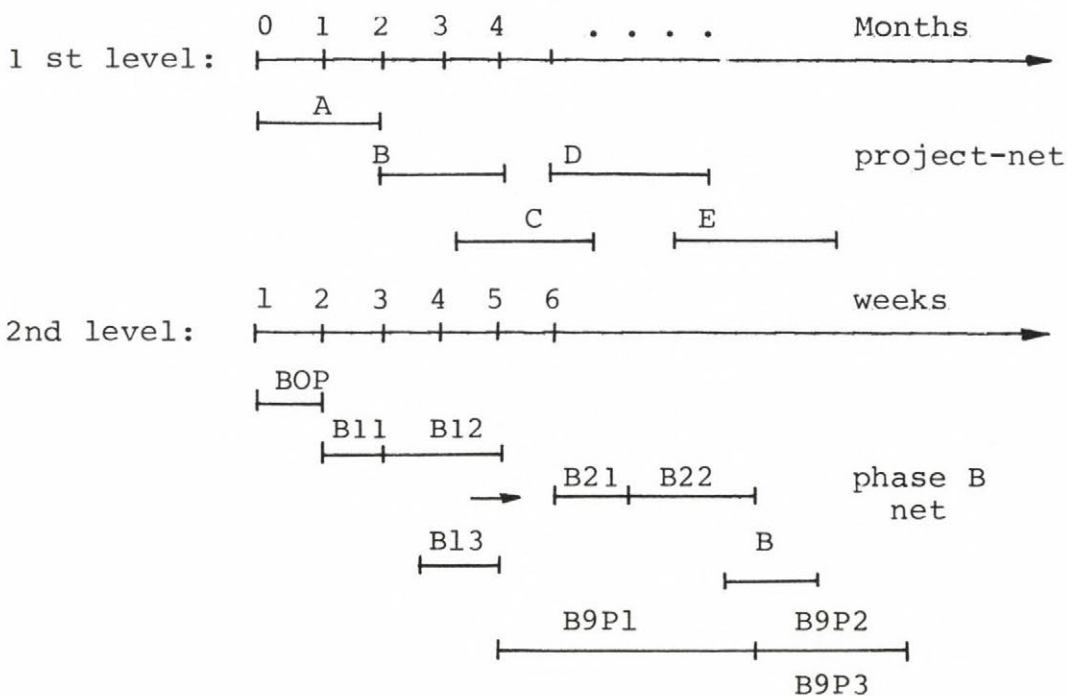 0 1 2 3 4 . . . . Months
1 st level:
A
B D project-net
C E
1 2 3 4 5 6 weeks
2nd level:
BOP
B11 B12
B21 B22 phase B
net
B13 B
B9P1 B9P2
B9P3